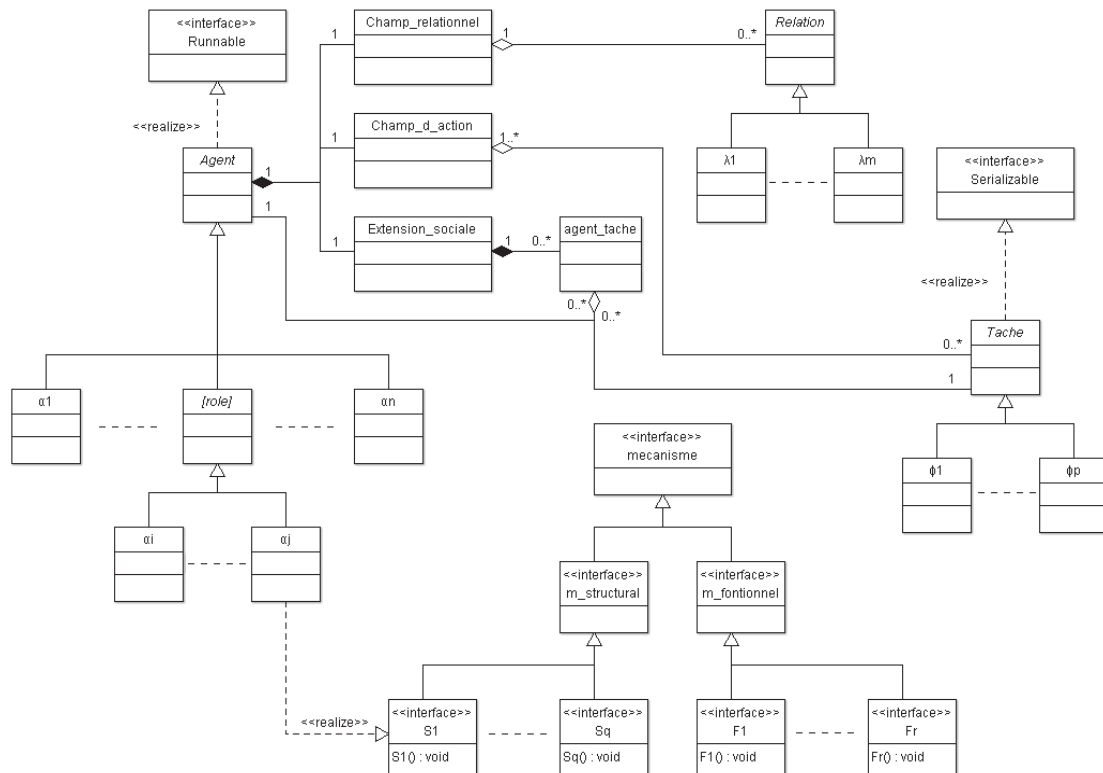 <<interface>>
Runnable
Champ_relationnel
Relation
1
1
0..*
<<realize>>
Champ_d_action
1
1..*
Agent
1
λ1
λm
<<interface>>
Serializable
1
Extension_sociale
1
1
0..*
agent_tache
<<realize>>
0..*
0..*
Tache
0..*
1
α1
[role]
αn
<<interface>>
mecanisme
ϕ1
ϕp
αi
αj
<<interface>>
m_structural
<<interface>>
m_fontionnel
<<realize>>
<<interface>>
S1
S1() : void
<<interface>>
Sq
Sq() : void
<<interface>>
F1
F1() : void
<<interface>>
Fr
Fr() : void